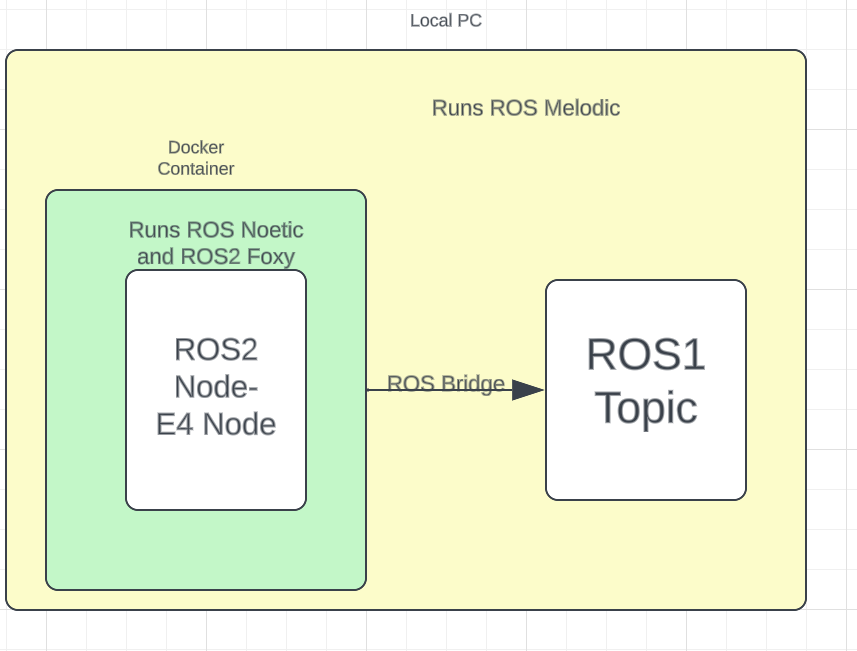 Local PC
Runs ROS Melodic
Docker
Container
Runs ROS Noetic
and ROS2 Foxy
ROS2
Node-
E4 Node
ROS Bridge
ROS1
Topic